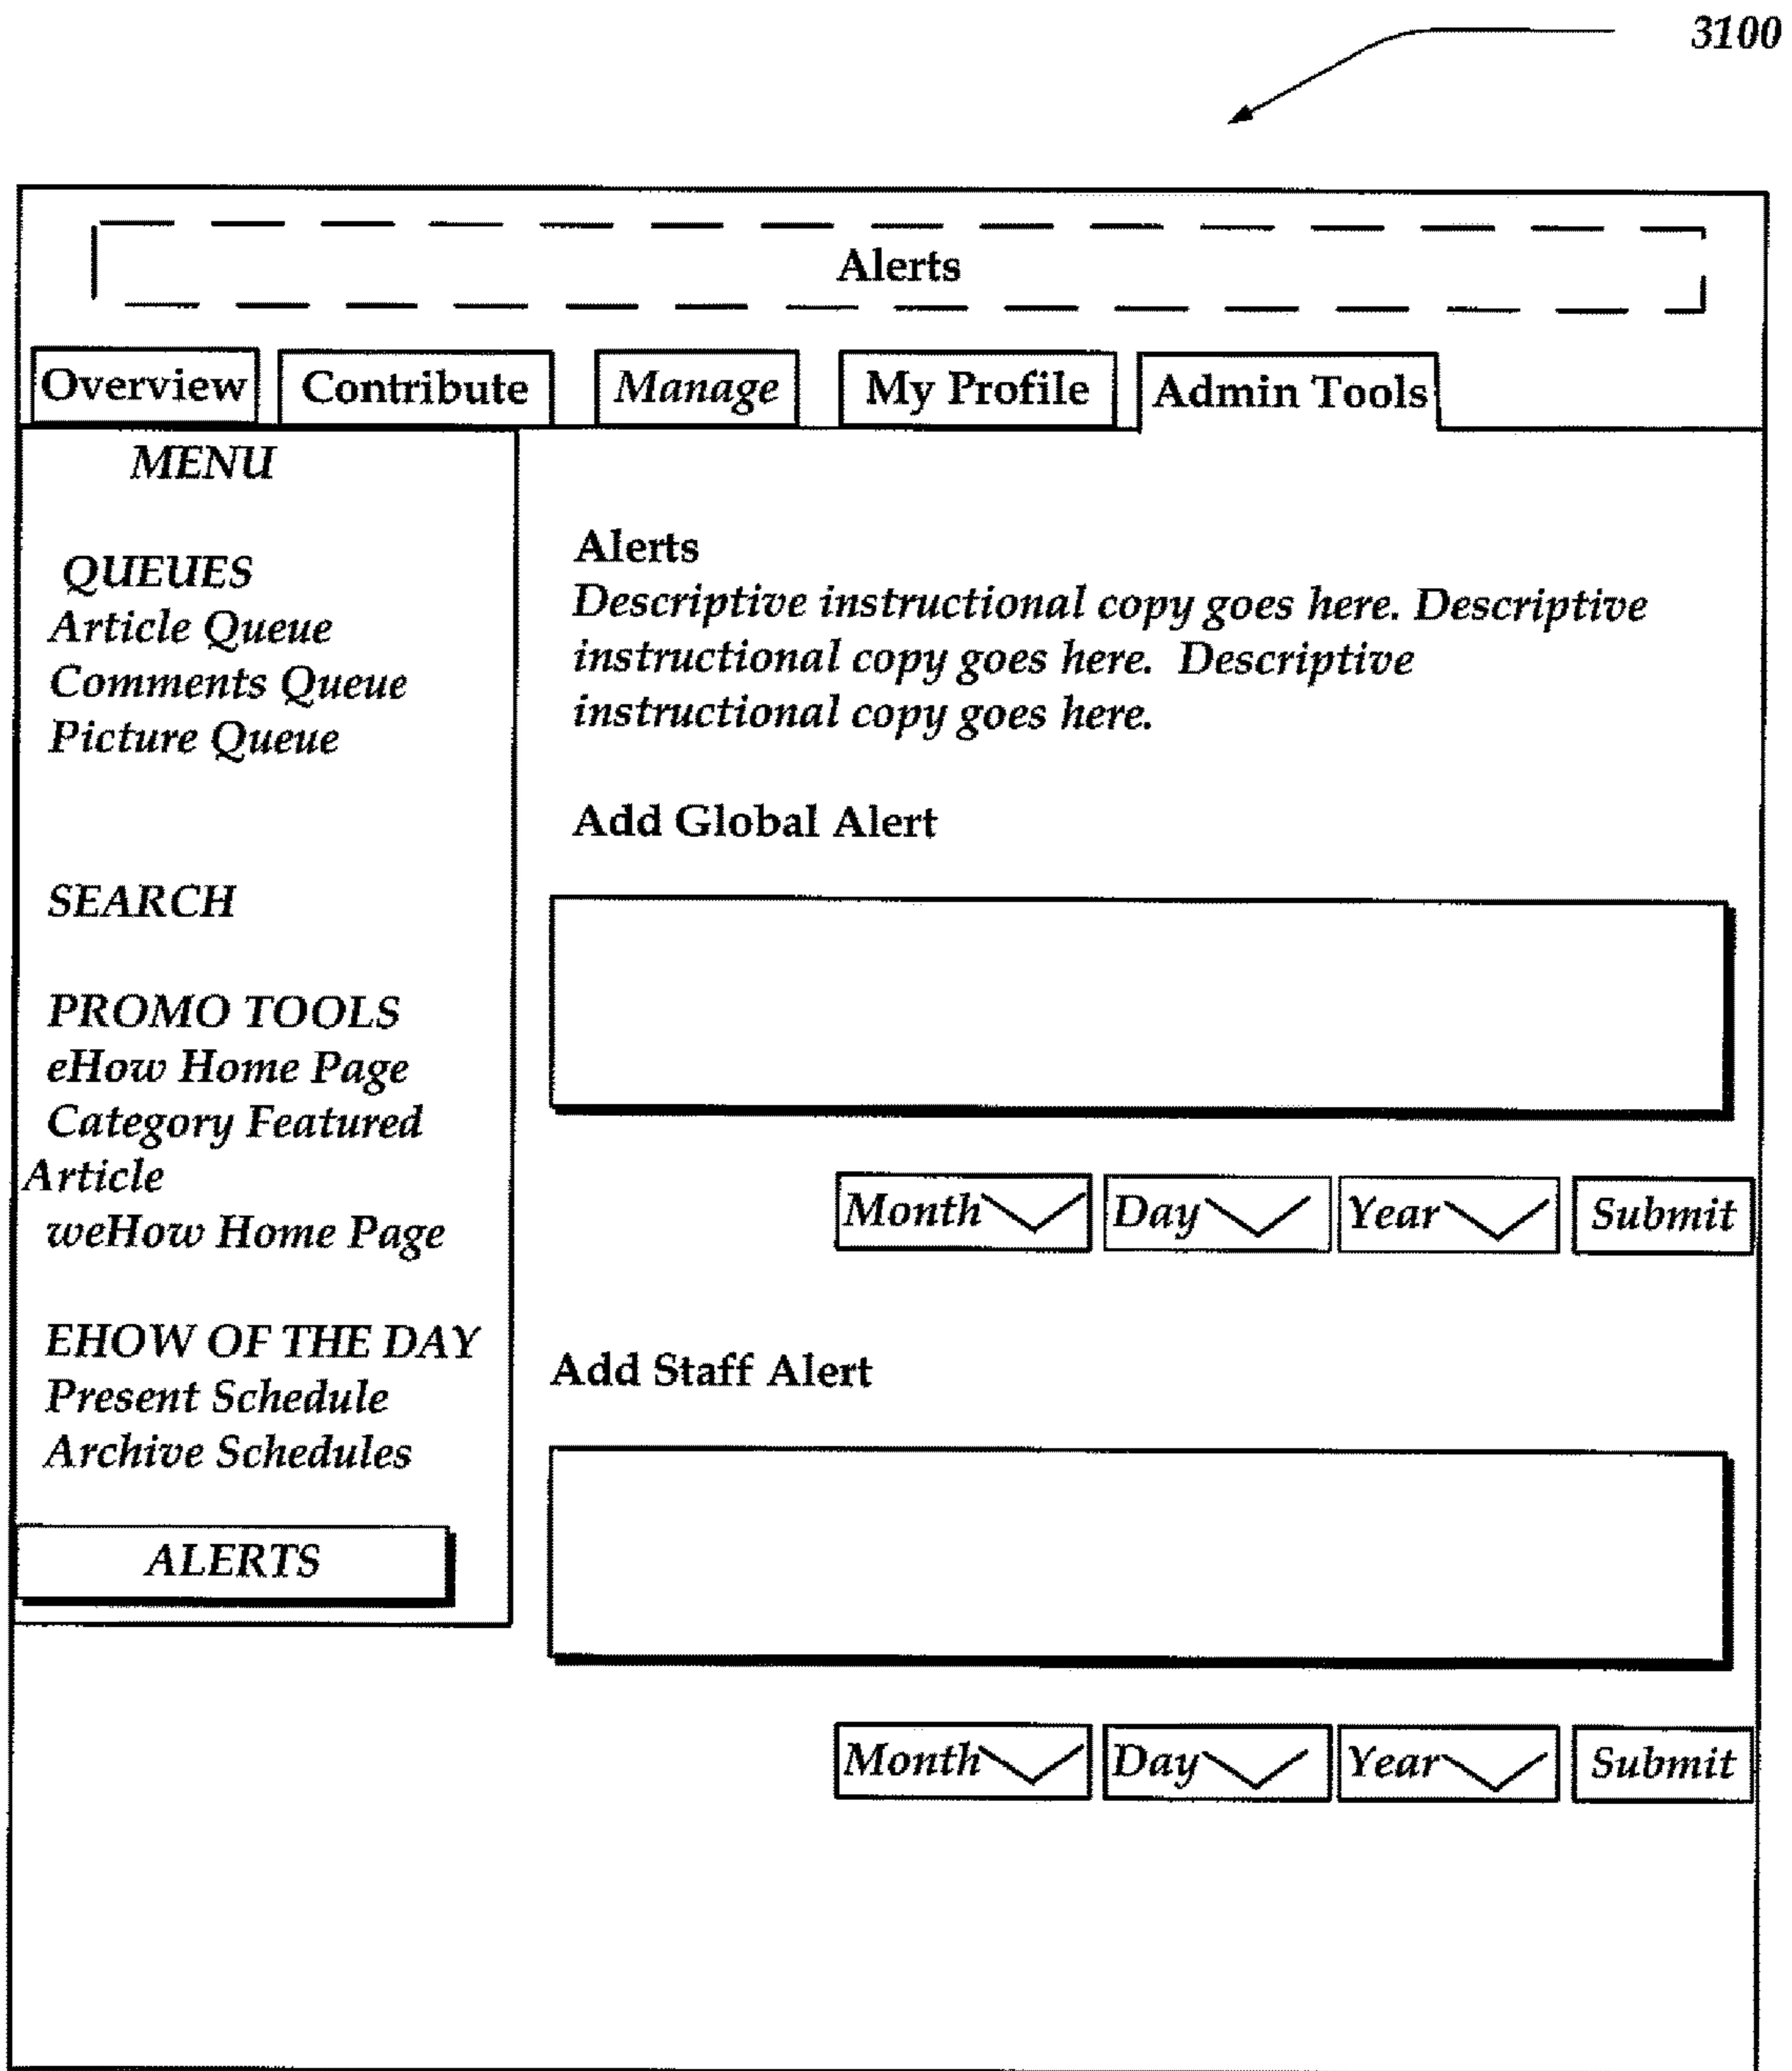 3100
Alerts
Overview Contribute Manage My Profile Admin Tools
MENU
QUEUES
Article Queue
Comments Queue
Picture Queue
SEARCH
PROMO TOOLS
eHow Home Page
Category Featured
Article
weHow Home Page
EHOW OF THE DAY
Present Schedule
Archive Schedules
ALERTS
Alerts
Descriptive instructional copy goes here. Descriptive
instructional copy goes here. Descriptive
instructional copy goes here.
Add Global Alert
Month Day Year Submit
Add Staff Alert
Month Day Year Submit